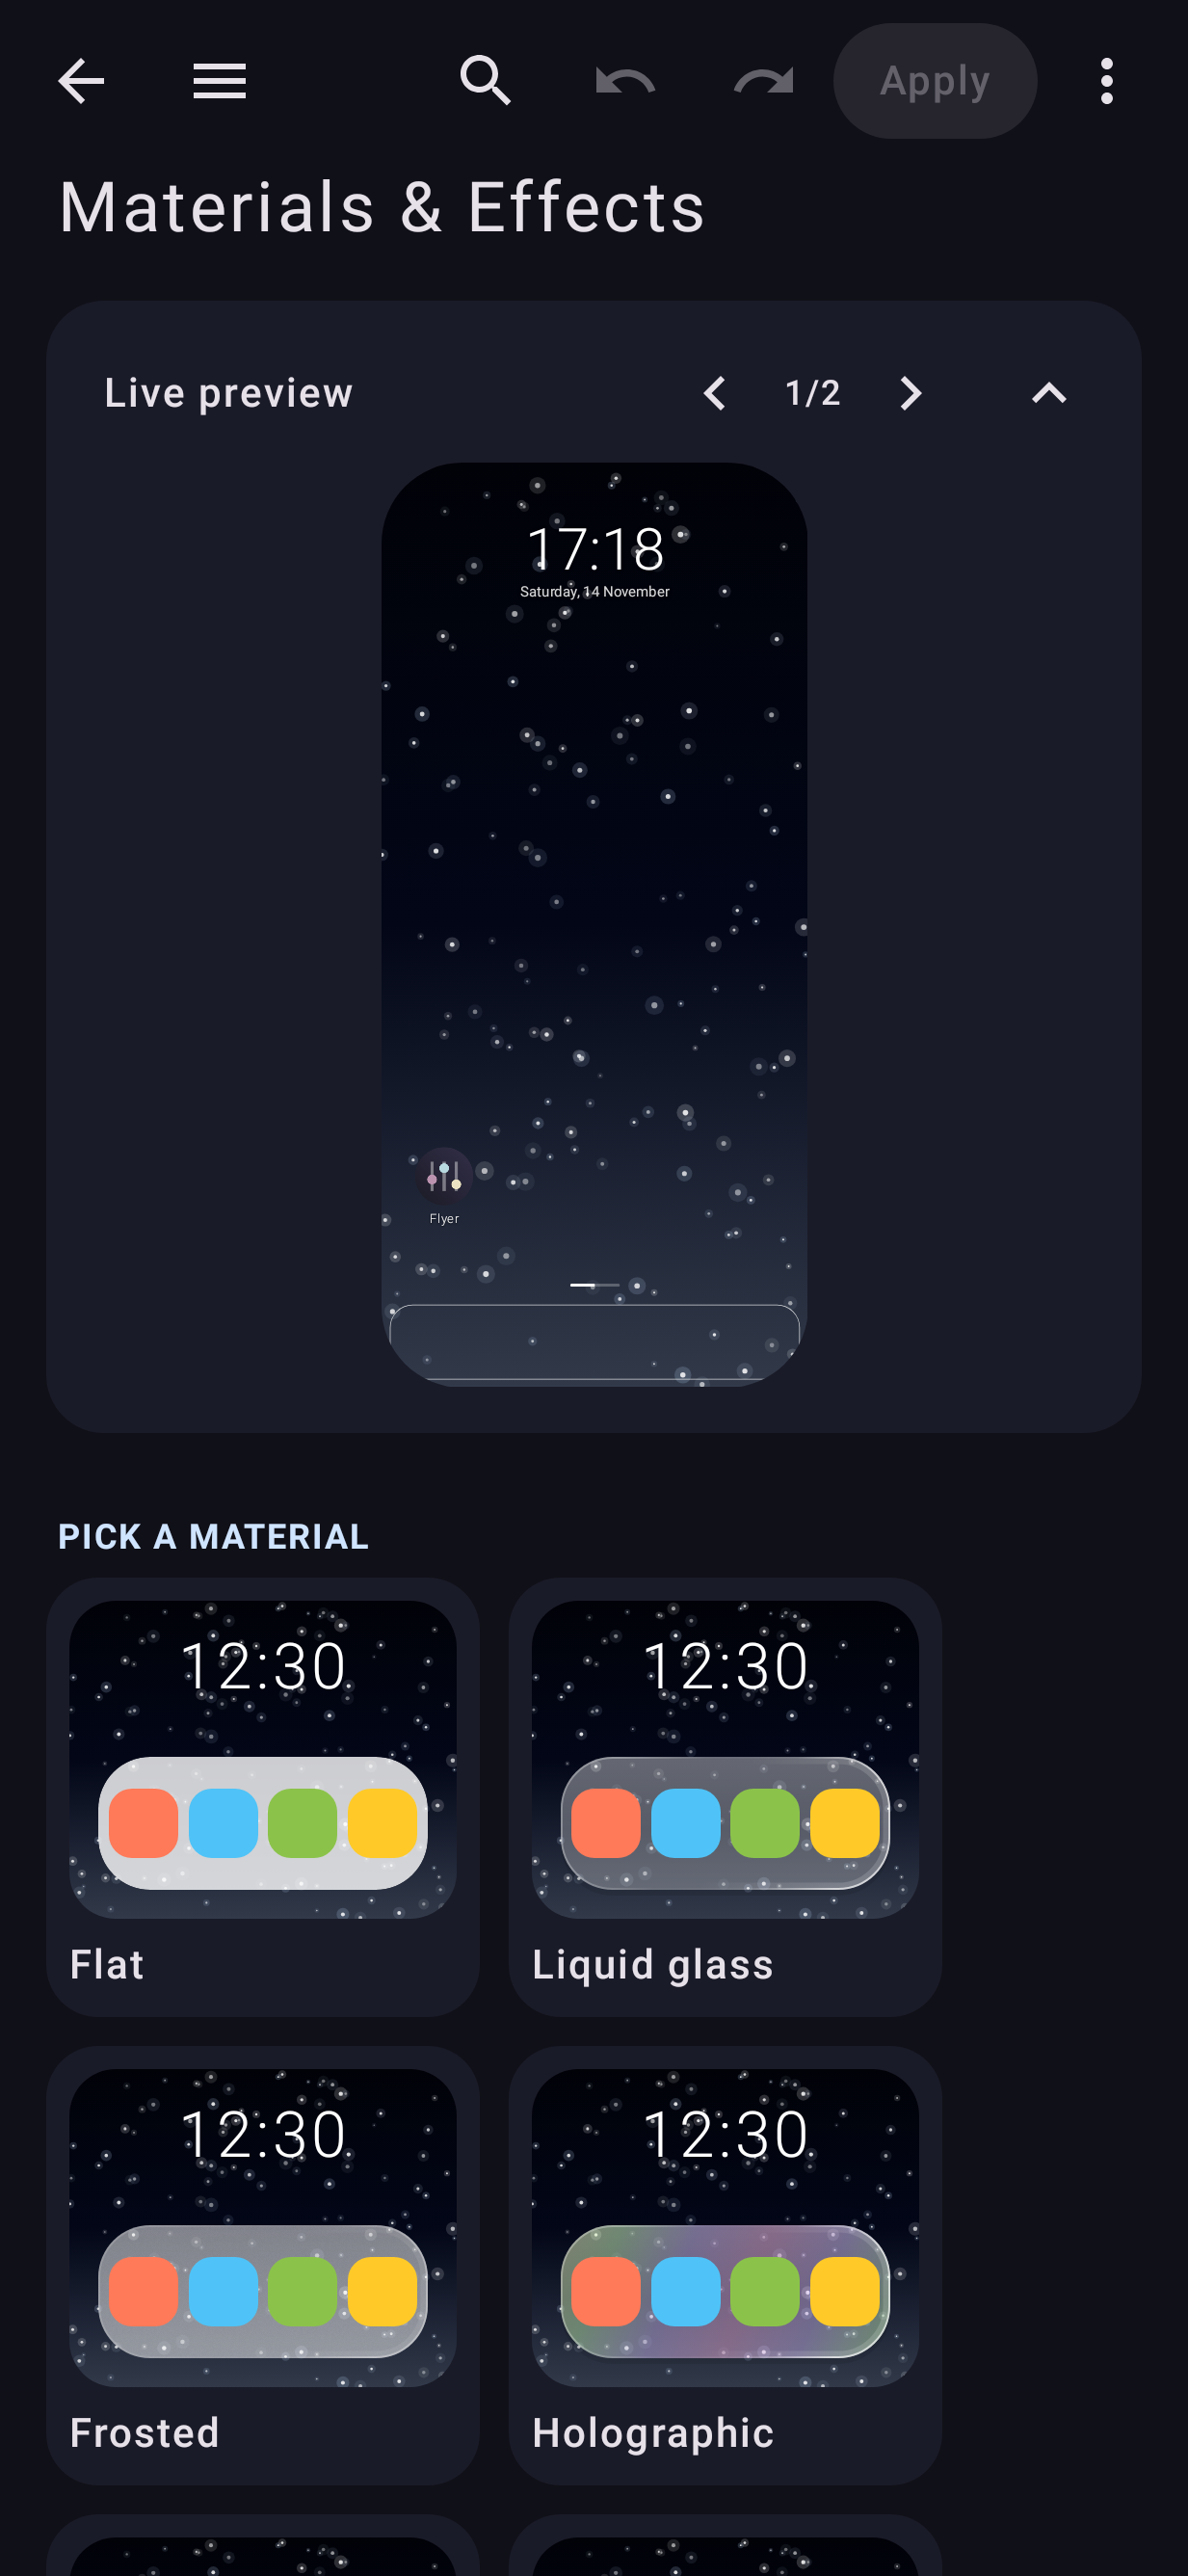 Apply
Materials & Effects
Live preview
1/2
17:18
Saturday, 14 November
Flyer
PICK A MATERIAL
12:30
12:30
Flat
Liquid glass
12:30
12:30
Frosted
Holographic